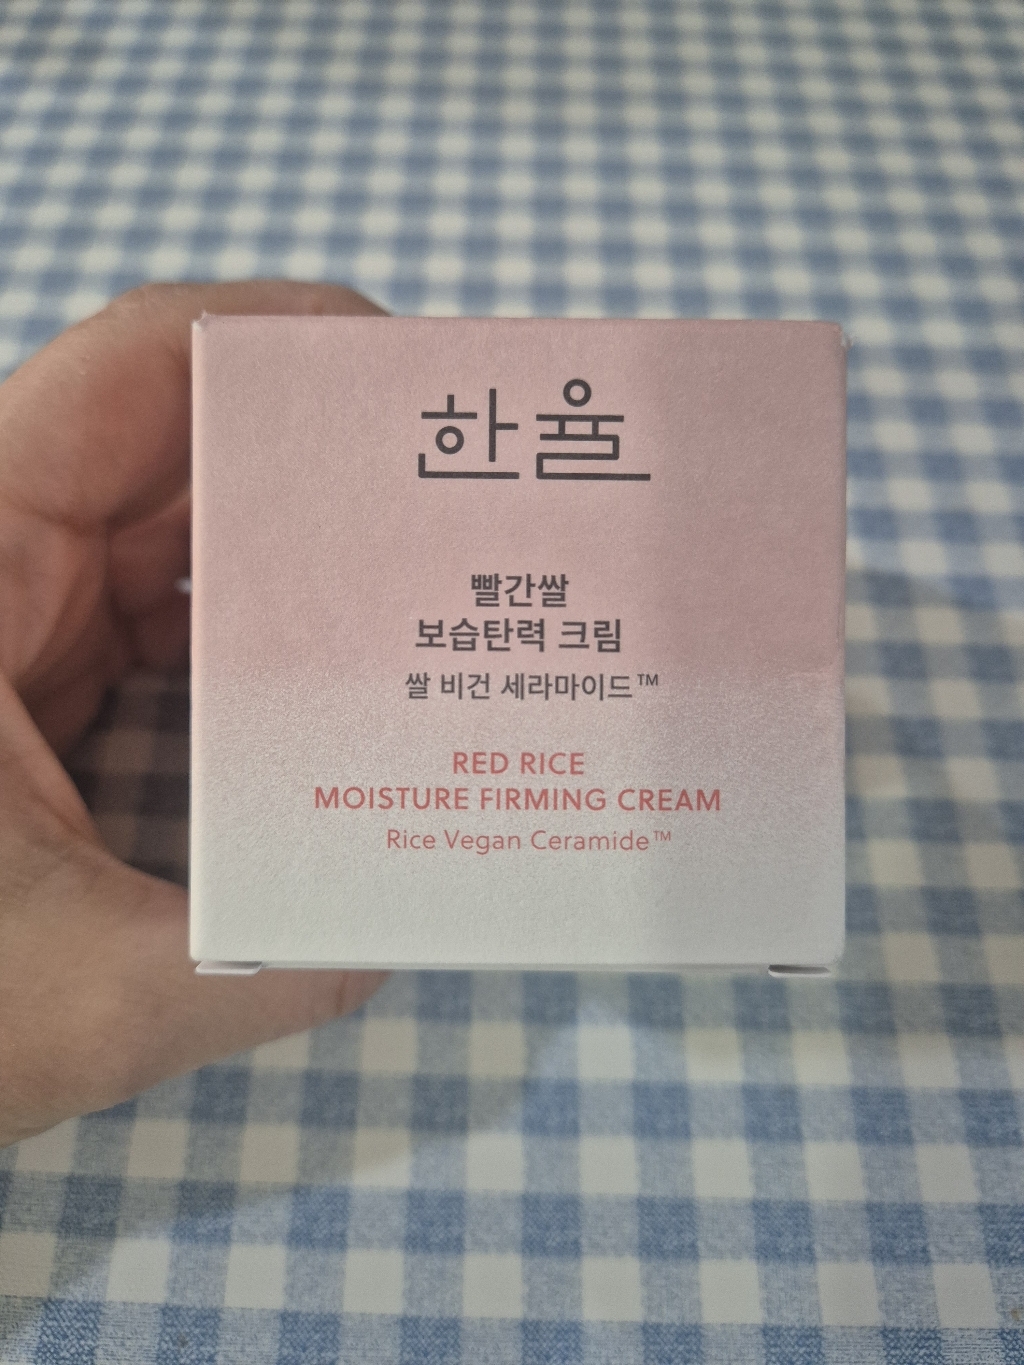 한율
빨간쌀
보습탄력 크림
쌀 비건 세라마이드™
RED RICE
MOISTURE FIRMING CREAM
Rice Vegan Ceramide™